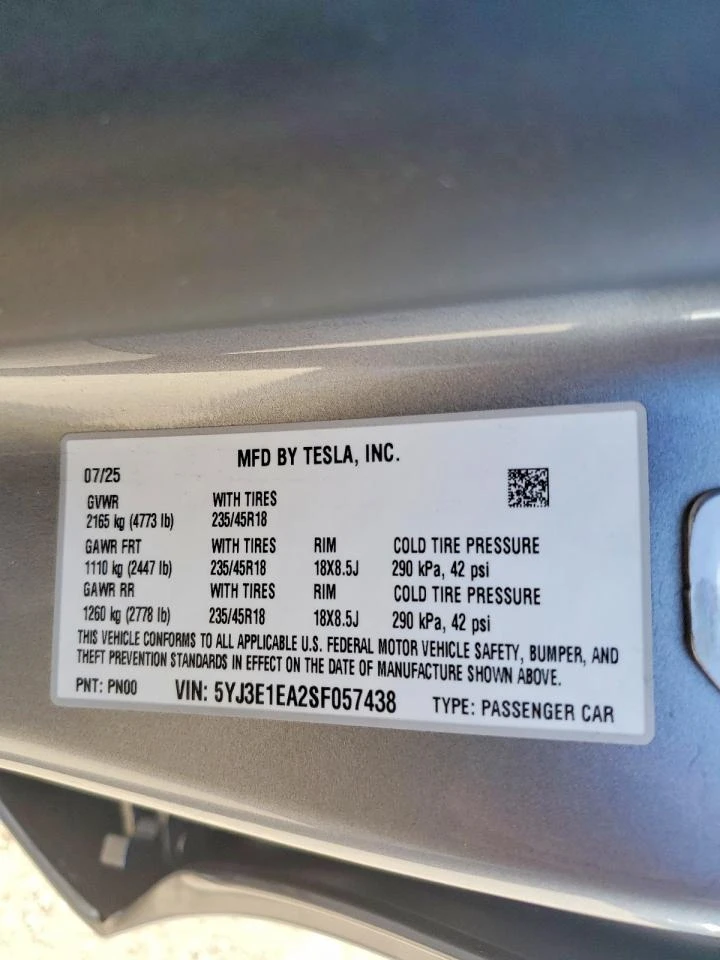 MFD BY TESLA, INC.
07/25
GVWR WITH TIRES
2165 kg (4773 lb) 235/45R18
GAWR FRT WITH TIRES RIM COLD TIRE PRESSURE
1110 kg (2447 lb) 235/45R18 18X8.5J 290 kPa, 42 psi
GAWR RR WITH TIRES RIM COLD TIRE PRESSURE
1260 kg (2778 lb) 235/45R18 18X8.5J 290 kPa, 42 psi
THIS VEHICLE CONFORMS TO ALL APPLICABLE U.S. FEDERAL MOTOR VEHICLE SAFETY, BUMPER, AND
THEFT PREVENTION STANDARDS IN EFFECT ON THE DATE OF MANUFACTURE SHOWN ABOVE.
PNT: PN00 VIN: 5YJ3E1EA2SF057438 TYPE: PASSENGER CAR